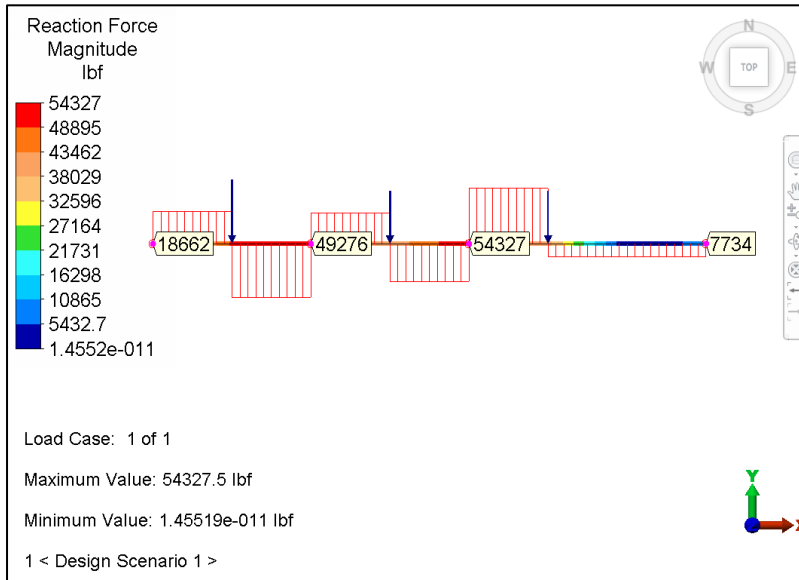 Reaction Force
Magnitude
lbf
54327
48895
43462
38029
32596
27164
21731
16298
10865
5432.7
1.4552e-011
N
W
TOP
E
S
18662
49276
54327
7734
Load Case: 1 of 1
Maximum Value: 54327.5 lbf
Minimum Value: 1.45519e-011 lbf
1 < Design Scenario 1 >
Y
X